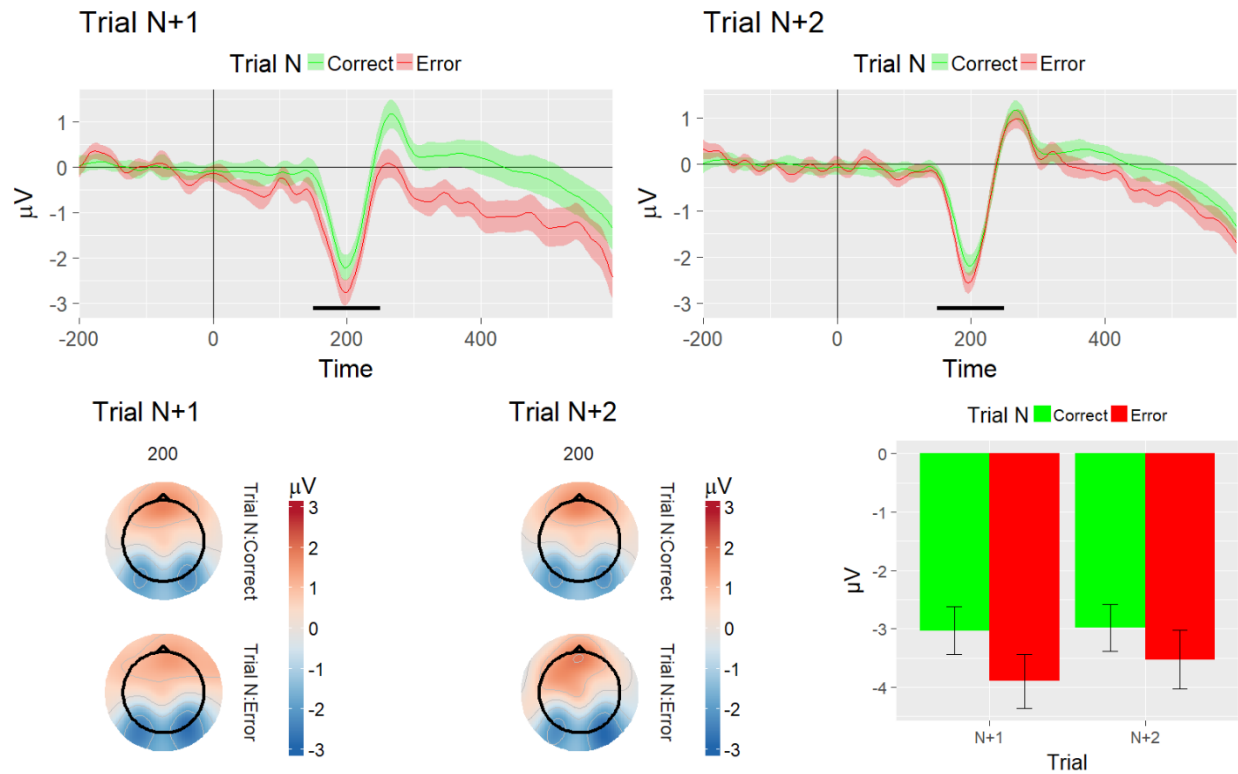 Trial N+1
Trial N Correct Error
μV
1
0
-1
-2
-3
-200 0 200 400
Time
Trial N+2
Trial N Correct Error
μV
1
0
-1
-2
-3
-200 0 200 400
Time
Trial N+1
200
Trial N:Correct
Trial N:Error
μV
3
2
1
0
-1
-2
-3
Trial N+2
200
Trial N:Correct
Trial N:Error
μV
3
2
1
0
-1
-2
-3
Trial N Correct Error
μV
0
-1
-2
-3
-4
N+1 N+2
Trial